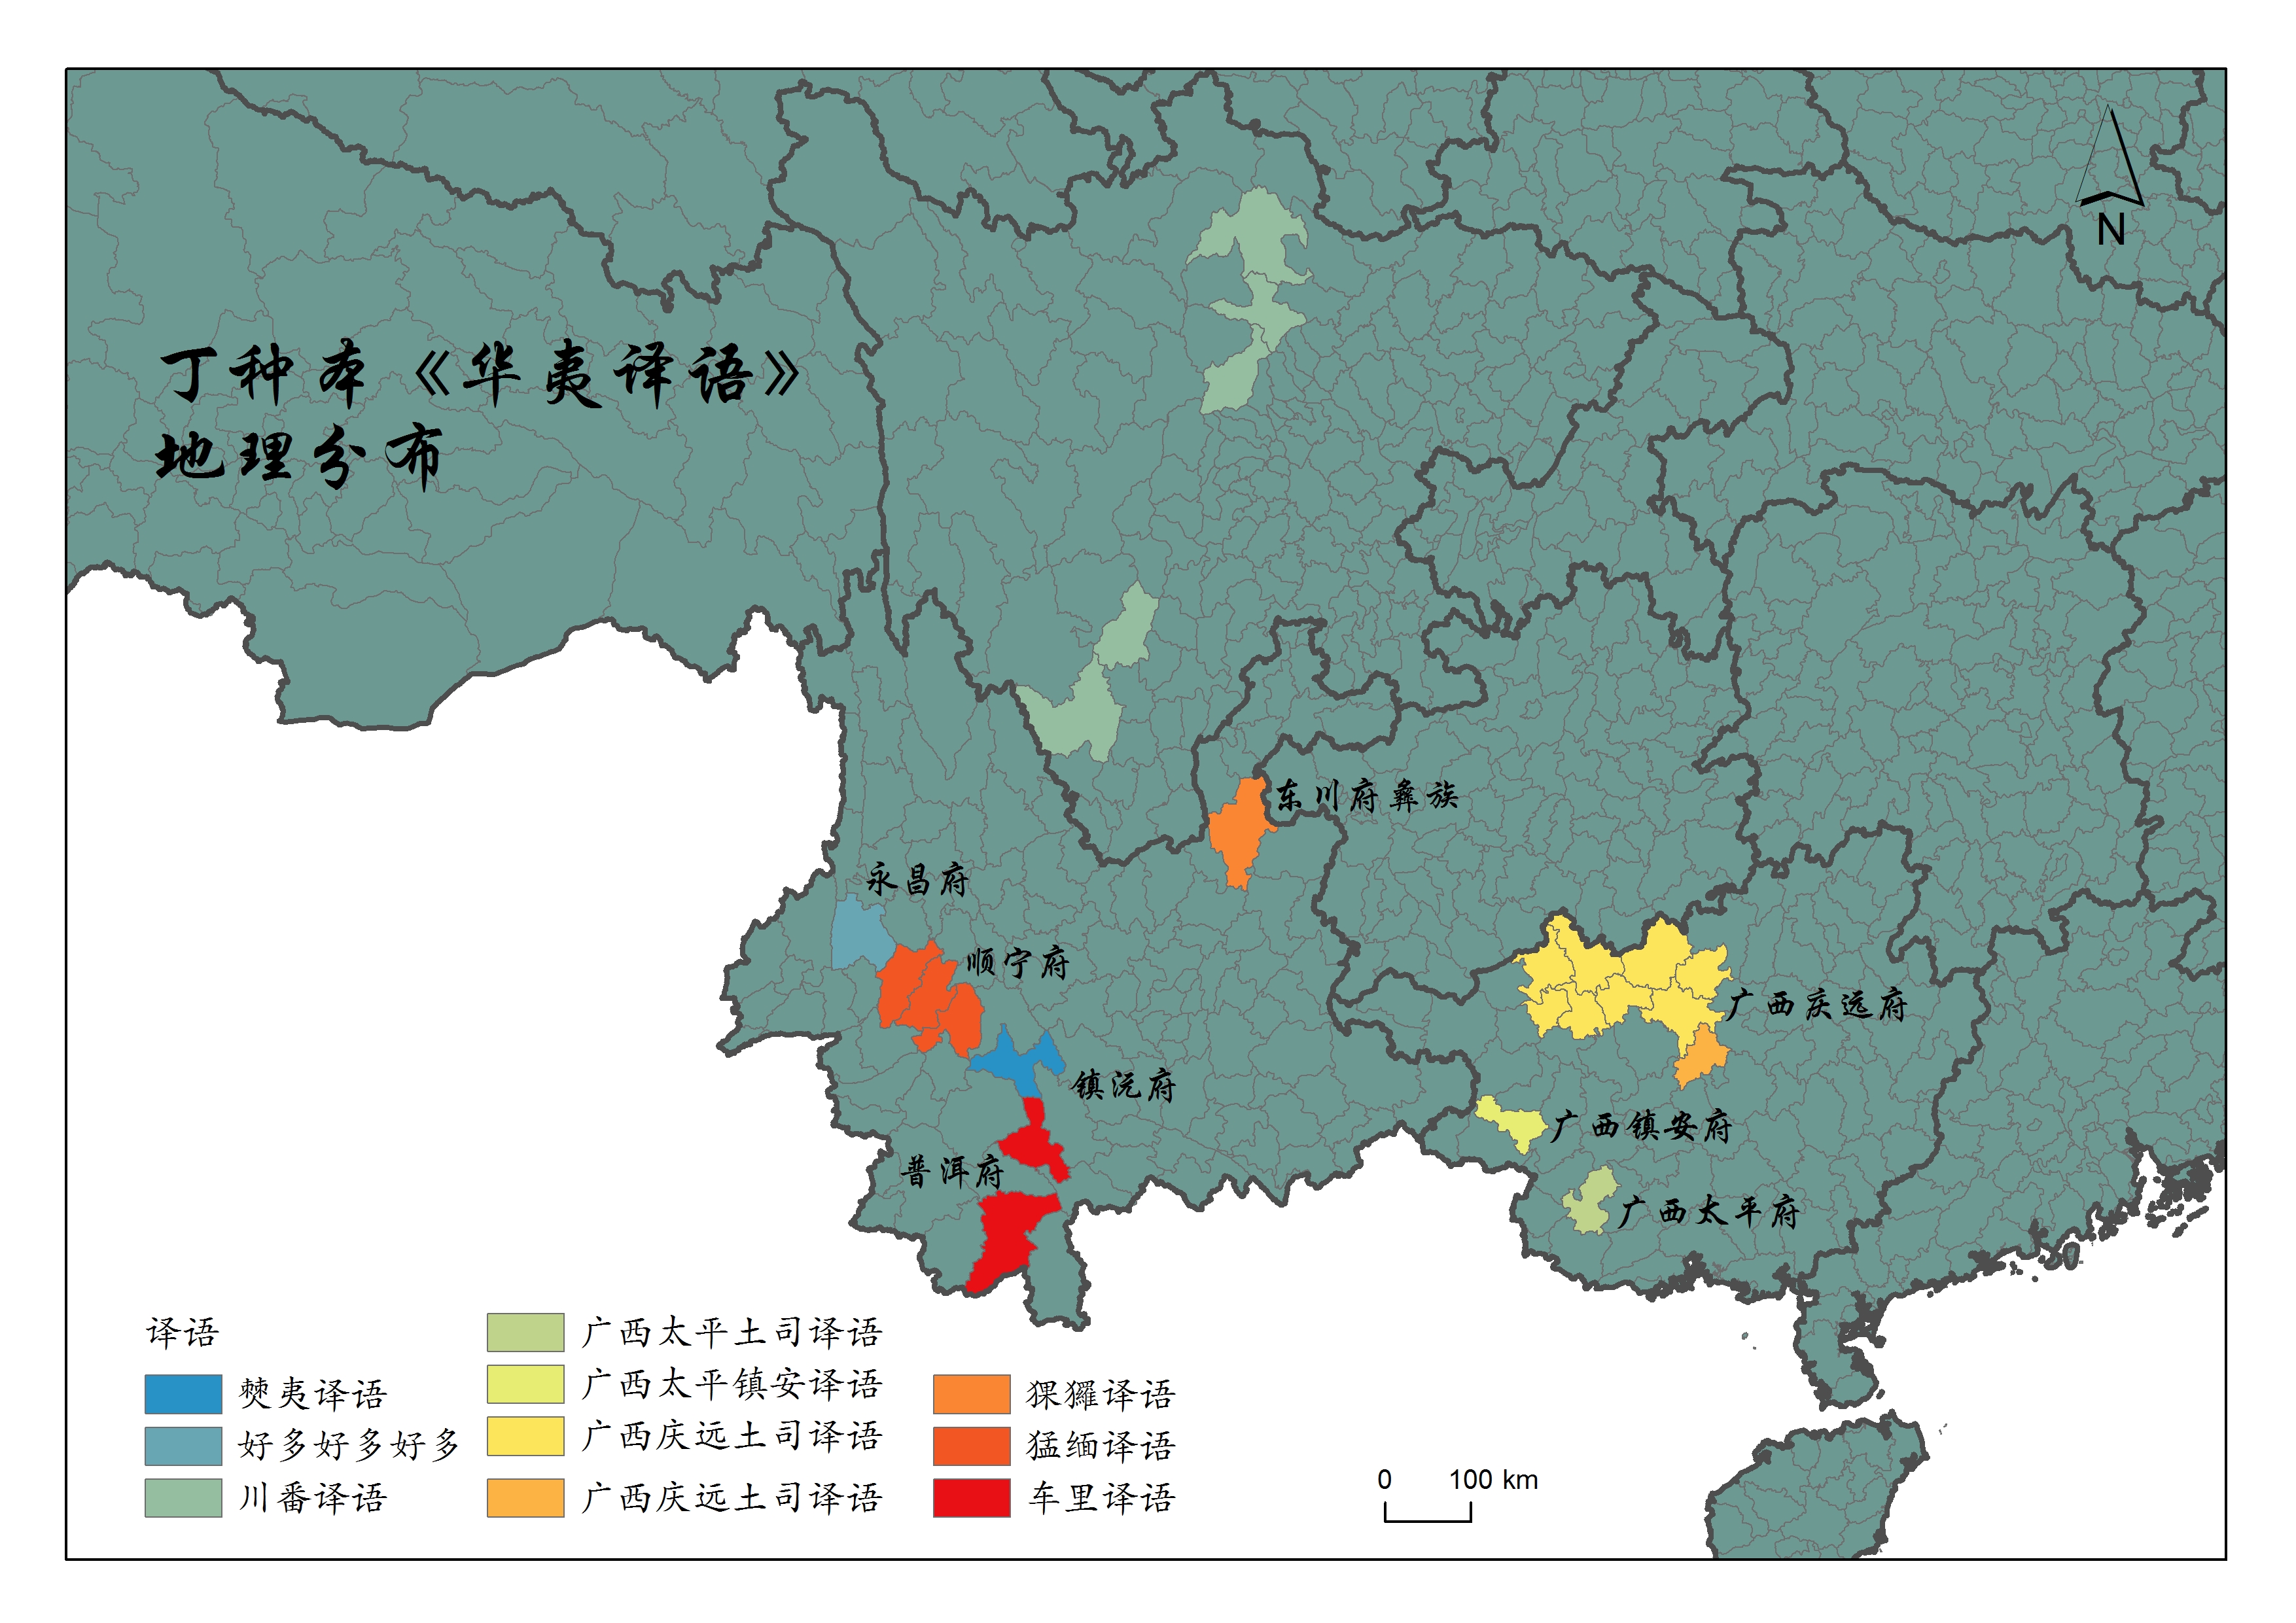 丁种本《华夷译语》
地理分布
N
东川府彝族
永昌府
顺宁府
广西庆远府
镇沅府
广西镇安府
普洱府
广西太平府
译语
僰夷译语
好多好多好多
川番译语
广西太平土司译语
广西太平镇安译语
广西庆远土司译语
广西庆远土司译语
猓玀译语
猛缅译语
车里译语
0 100 km